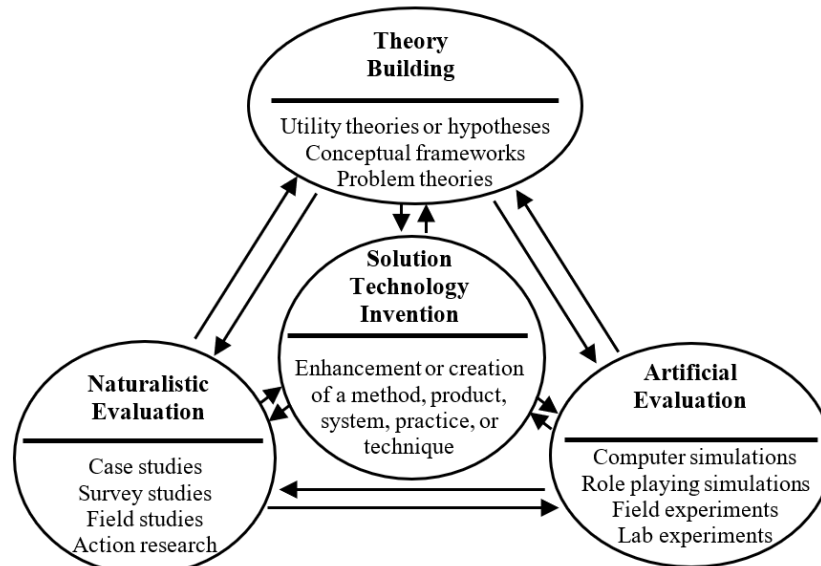 Theory
Building
Utility theories or hypotheses
Conceptual frameworks
Problem theories
Solution
Technology
Invention
Enhancement or creation
of a method, product,
system, practice, or
technique
Naturalistic
Evaluation
Case studies
Survey studies
Field studies
Action research
Artificial
Evaluation
Computer simulations
Role playing simulations
Field experiments
Lab experiments